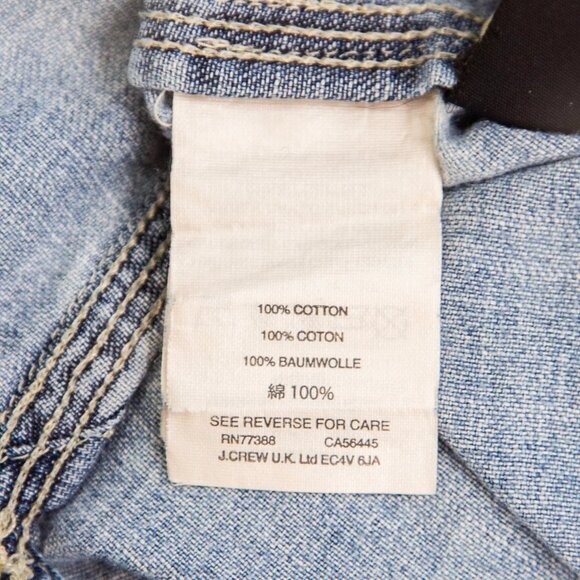 100% COTTON
100% COTON
100% BAUMWOLLE
綿 100%
SEE REVERSE FOR CARE
RN77388 CA56445
J.CREW U.K. Ltd EC4V 6JA